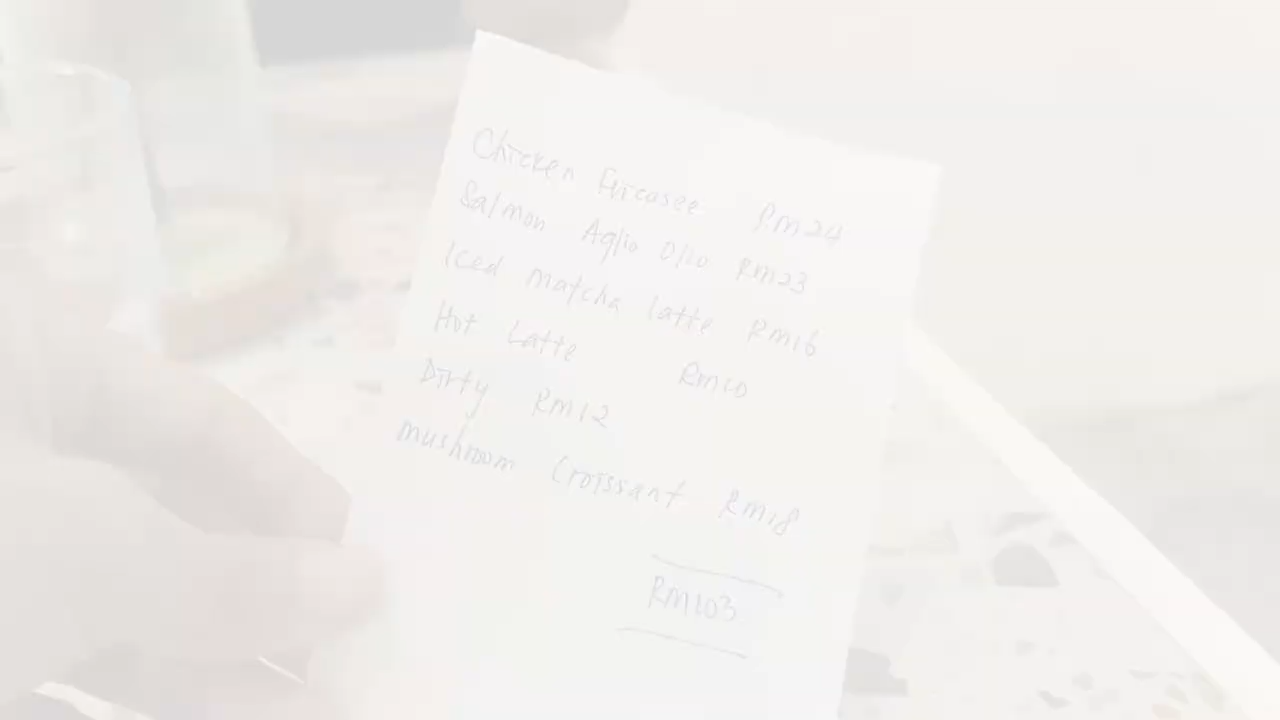 Chicken Fircasee Rm24
Salmon Aglio Olio Rm23
Iced matcha latte Rm16
Hot Latte Rm10
Dirty Rm12
mushroom Croissant Rm18
Rm103